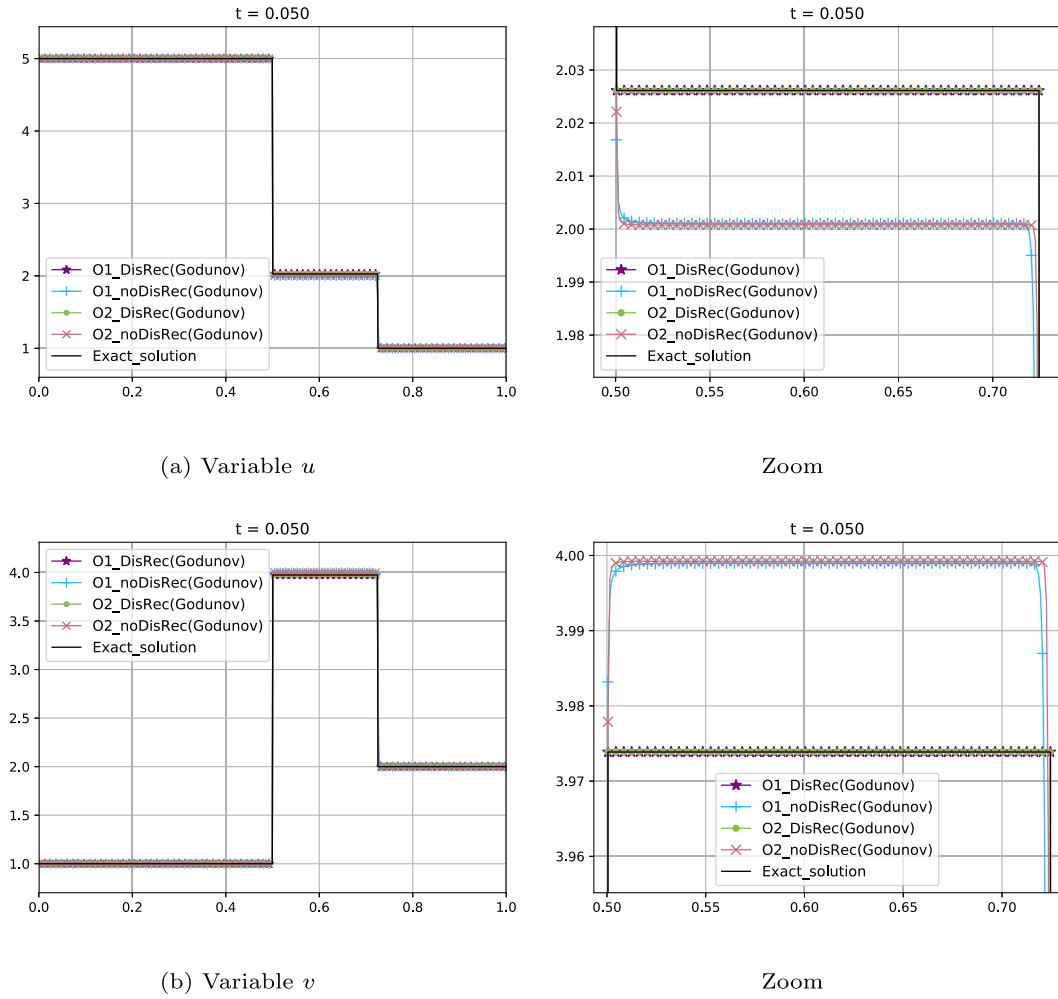 t = 0.050
5
4
3
2
1
O1_DisRec(Godunov)
O1_noDisRec(Godunov)
O2_DisRec(Godunov)
O2_noDisRec(Godunov)
Exact_solution
0.0 0.2 0.4 0.6 0.8 1.0
(a) Variable u
t = 0.050
2.03
2.02
2.01
2.00
1.99
1.98
O1_DisRec(Godunov)
O1_noDisRec(Godunov)
O2_DisRec(Godunov)
O2_noDisRec(Godunov)
Exact_solution
0.50 0.55 0.60 0.65 0.70
Zoom
t = 0.050
4.0
3.5
3.0
2.5
2.0
1.5
1.0
O1_DisRec(Godunov)
O1_noDisRec(Godunov)
O2_DisRec(Godunov)
O2_noDisRec(Godunov)
Exact_solution
0.0 0.2 0.4 0.6 0.8 1.0
(b) Variable v
t = 0.050
4.00
3.99
3.98
3.97
3.96
O1_DisRec(Godunov)
O1_noDisRec(Godunov)
O2_DisRec(Godunov)
O2_noDisRec(Godunov)
Exact_solution
0.50 0.55 0.60 0.65 0.70
Zoom